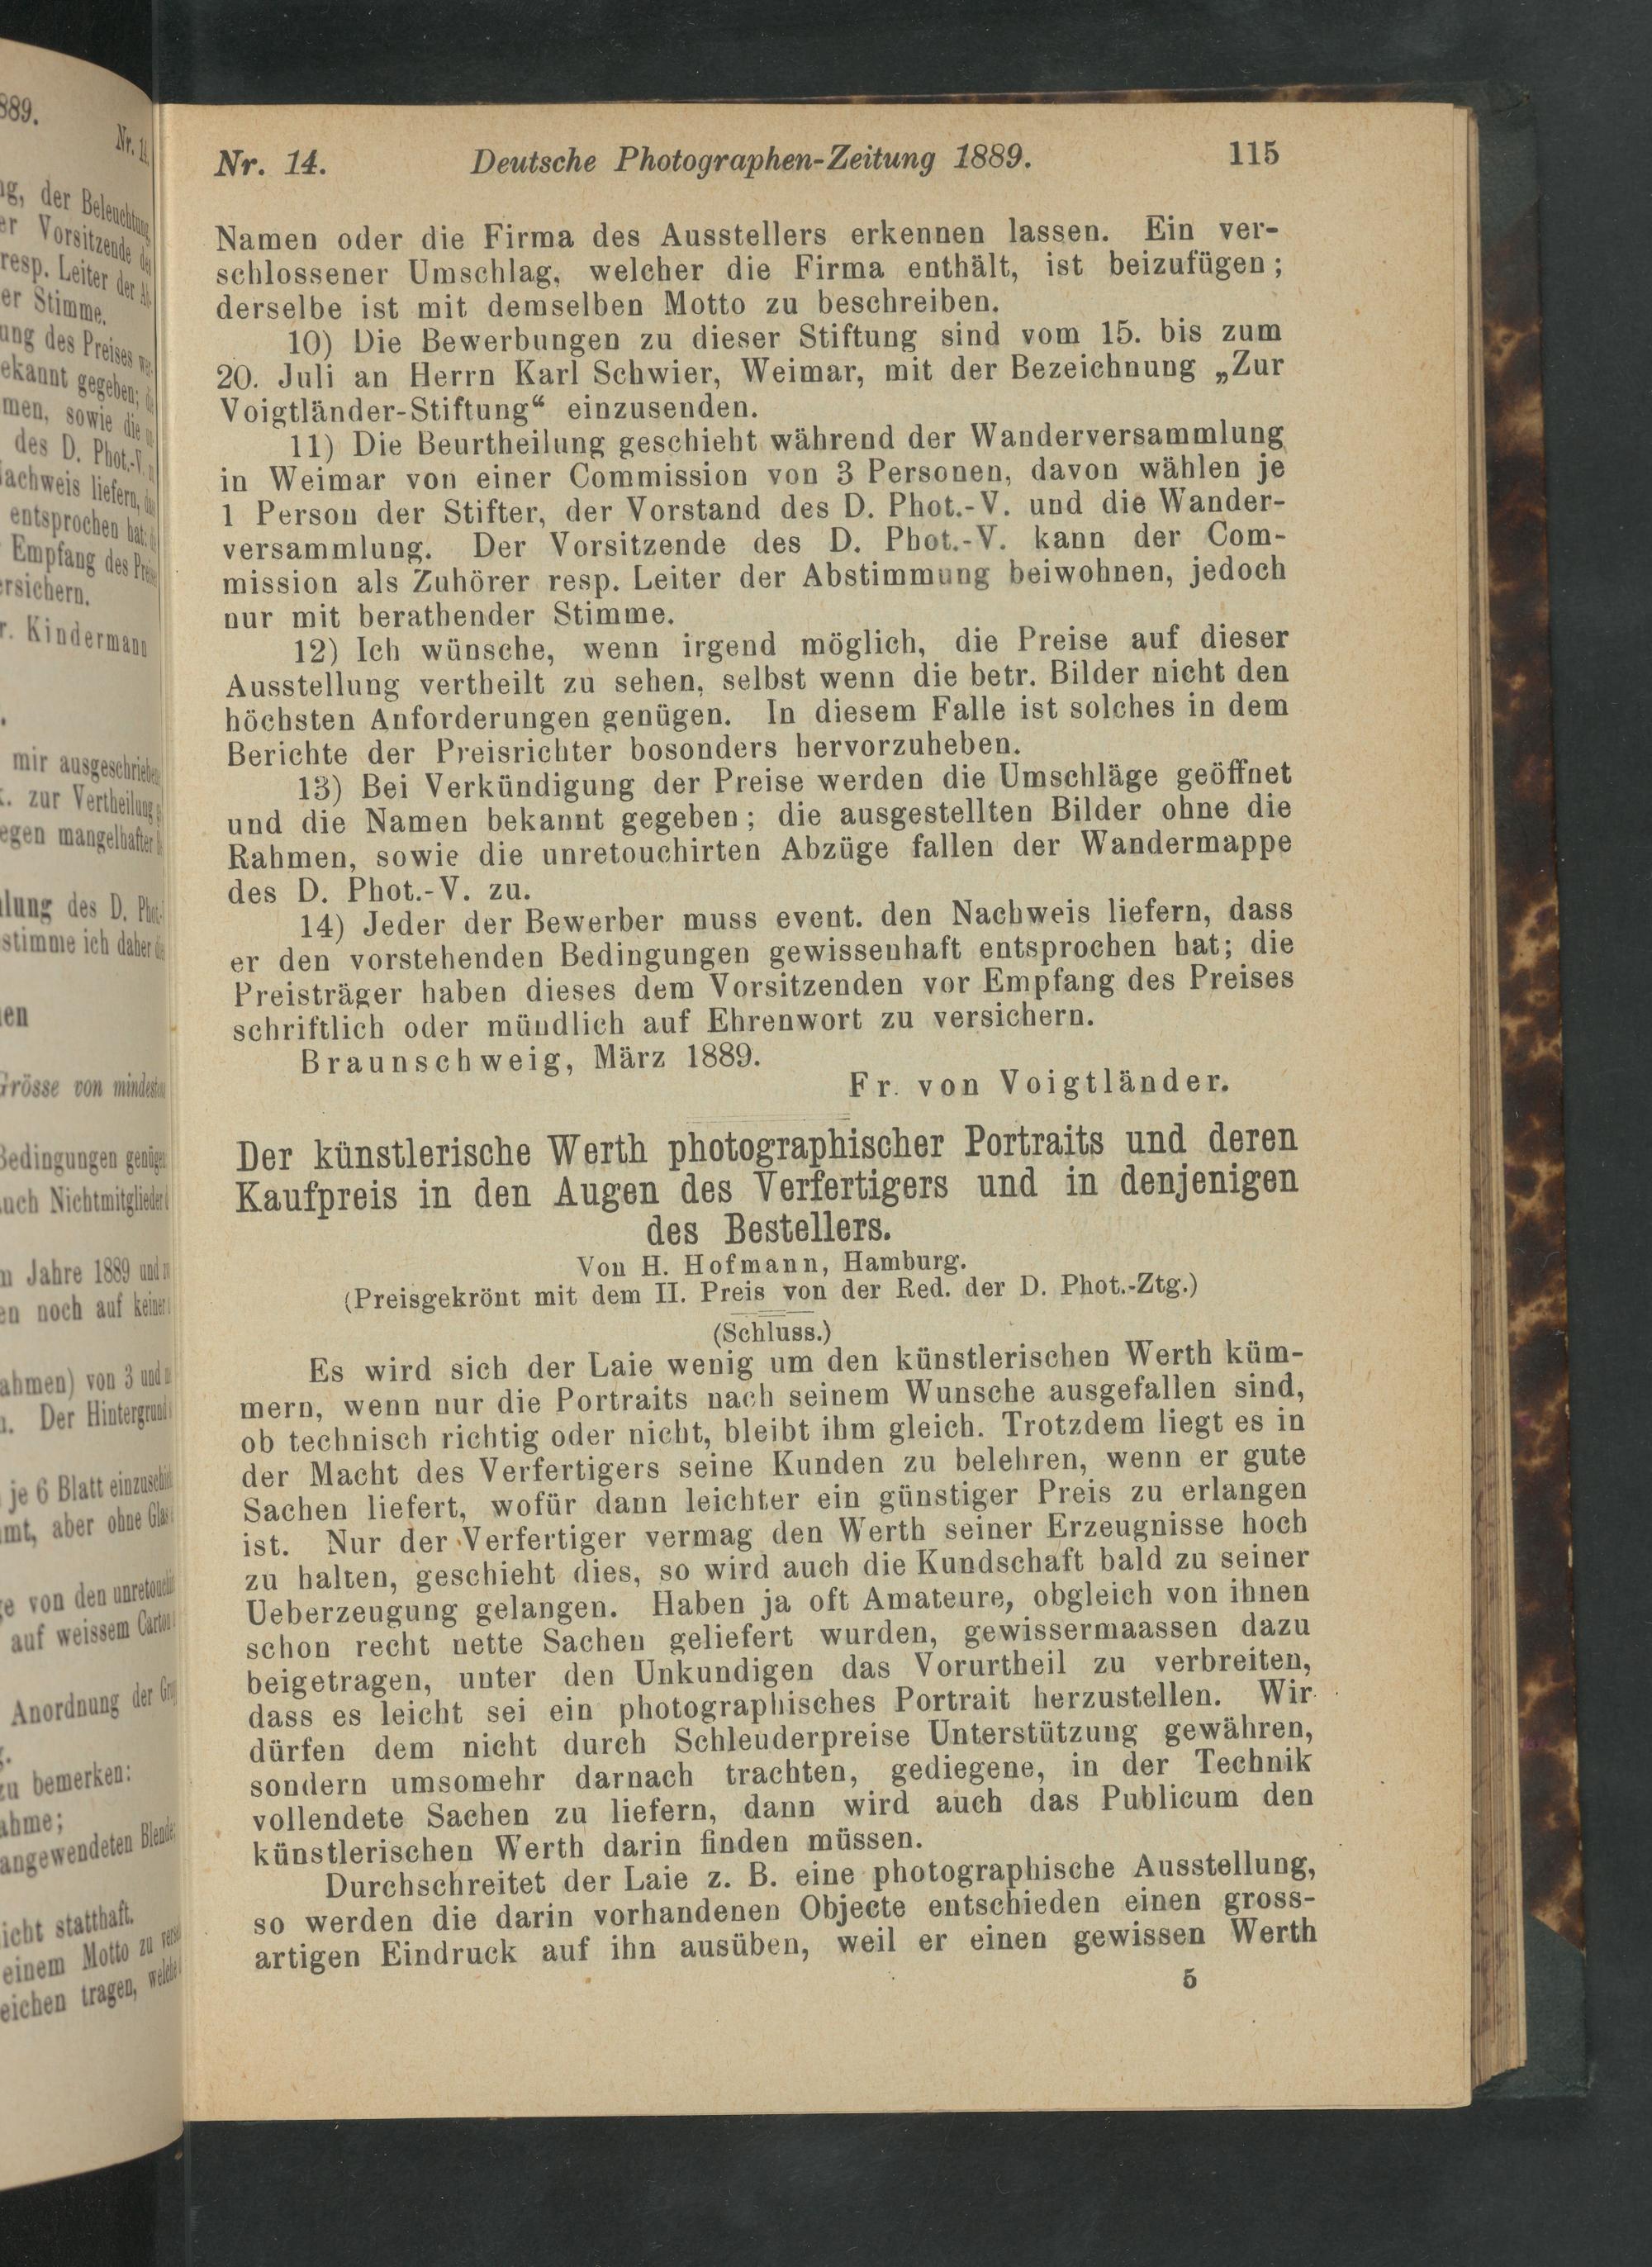 Nr. 14. Deutsche Photographen-Zeitung 1889. 115
Namen oder die Firma des Ausstellers erkennen lassen. Ein ver-
schlossener Umschlag, welcher die Firma enthält, ist beizufügen;
derselbe ist mit demselben Motto zu beschreiben.
10) Die Bewerbungen zu dieser Stiftung sind vom 15. bis zum
20. Juli an Herrn Karl Schwier, Weimar, mit der Bezeichnung „Zur
Voigtländer-Stiftung“ einzusenden.
11) Die Beurtheilung geschieht während der Wanderversammlung
in Weimar von einer Commission von 3 Personen, davon wählen je
1 Person der Stifter, der Vorstand des D. Phot.-V. und die Wander-
versammlung. Der Vorsitzende des D. Phot.-V. kann der Com-
mission als Zuhörer resp. Leiter der Abstimmung beiwohnen, jedoch
nur mit berathender Stimme.
12) Ich wünsche, wenn irgend möglich, die Preise auf dieser
Ausstellung vertheilt zu sehen, selbst wenn die betr. Bilder nicht den
höchsten Anforderungen genügen. In diesem Falle ist solches in dem
Berichte der Preisrichter bosonders hervorzuheben.
13) Bei Verkündigung der Preise werden die Umschläge geöffnet
und die Namen bekannt gegeben; die ausgestellten Bilder ohne die
Rahmen, sowie die unretouchirten Abzüge fallen der Wandermappe
des D. Phot.-V. zu.
14) Jeder der Bewerber muss event. den Nachweis liefern, dass
er den vorstehenden Bedingungen gewissenhaft entsprochen hat; die
Preisträger haben dieses dem Vorsitzenden vor Empfang des Preises
schriftlich oder mündlich auf Ehrenwort zu versichern.
Braunschweig, März 1889.
Fr. von Voigtländer.
Der künstlerische Werth photographischer Portraits und deren
Kaufpreis in den Augen des Verfertigers und in denjenigen
des Bestellers.
Von H. Hofmann, Hamburg.
(Preisgekrönt mit dem II. Preis von der Red. der D. Phot.-Ztg.)
(Schluss.)
Es wird sich der Laie wenig um den künstlerischen Werth küm-
mern, wenn nur die Portraits nach seinem Wunsche ausgefallen sind,
ob technisch richtig oder nicht, bleibt ihm gleich. Trotzdem liegt es in
der Macht des Verfertigers seine Kunden zu belehren, wenn er gute
Sachen liefert, wofür dann leichter ein günstiger Preis zu erlangen
ist. Nur der Verfertiger vermag den Werth seiner Erzeugnisse hoch
zu halten, geschieht dies, so wird auch die Kundschaft bald zu seiner
Ueberzeugung gelangen. Haben ja oft Amateure, obgleich von ihnen
schon recht nette Sachen geliefert wurden, gewissermaassen dazu
beigetragen, unter den Unkundigen das Vorurtheil zu verbreiten,
dass es leicht sei ein photographisches Portrait herzustellen. Wir
dürfen dem nicht durch Schleuderpreise Unterstützung gewähren,
sondern umsomehr darnach trachten, gediegene, in der Technik
vollendete Sachen zu liefern, dann wird auch das Publicum den
künstlerischen Werth darin finden müssen.
Durchschreitet der Laie z. B. eine photographische Ausstellung,
so werden die darin vorhandenen Objecte entschieden einen gross-
artigen Eindruck auf ihn ausüben, weil er einen gewissen Werth
5